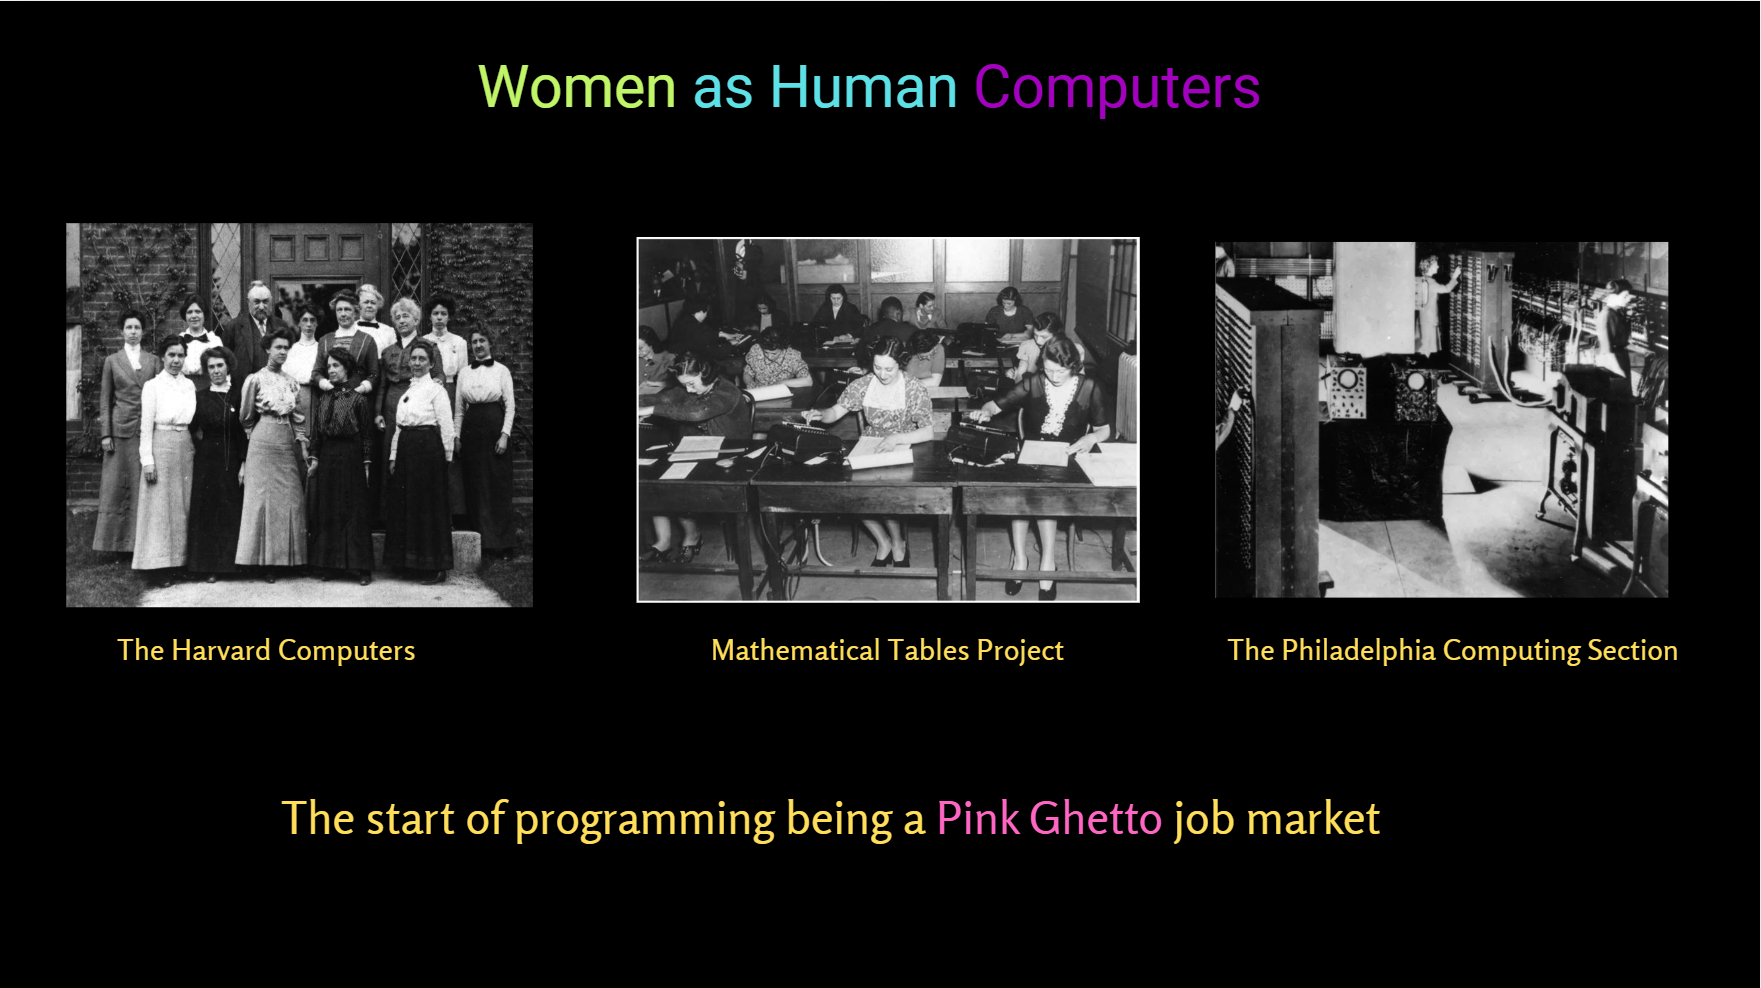 Women as Human Computers
The Harvard Computers
Mathematical Tables Project
The Philadelphia Computing Section
The start of programming being a Pink Ghetto job market